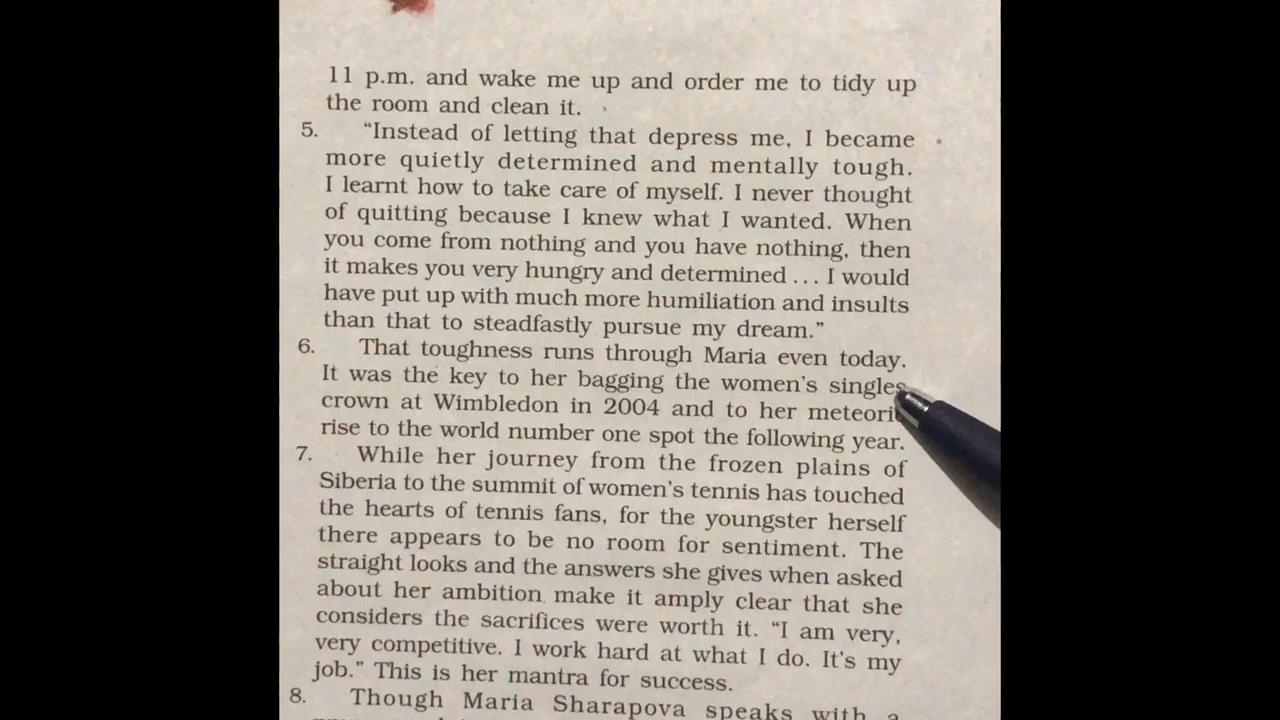 11 p.m. and wake me up and order me to tidy up
the room and clean it.
5. “Instead of letting that depress me, I became
more quietly determined and mentally tough.
I learnt how to take care of myself. I never thought
of quitting because I knew what I wanted. When
you come from nothing and you have nothing, then
it makes you very hungry and determined ... I would
have put up with much more humiliation and insults
than that to steadfastly pursue my dream.”
6. That toughness runs through Maria even today.
It was the key to her bagging the women's singles
crown at Wimbledon in 2004 and to her
rise to the world number one spot the following year.
7. While her journey from the frozen plains of
Siberia to the summit of women's tennis has touched
the hearts of tennis fans, for the youngster herself
there appears to be no room for sentiment. The
straight looks and the answers she gives when asked
about her ambition make it amply clear that she
considers the sacrifices were worth it. “I am very,
very competitive. I work hard at what I do. It's my
job.” This is her mantra for success.
8. Though Maria Sharapova speaks with a